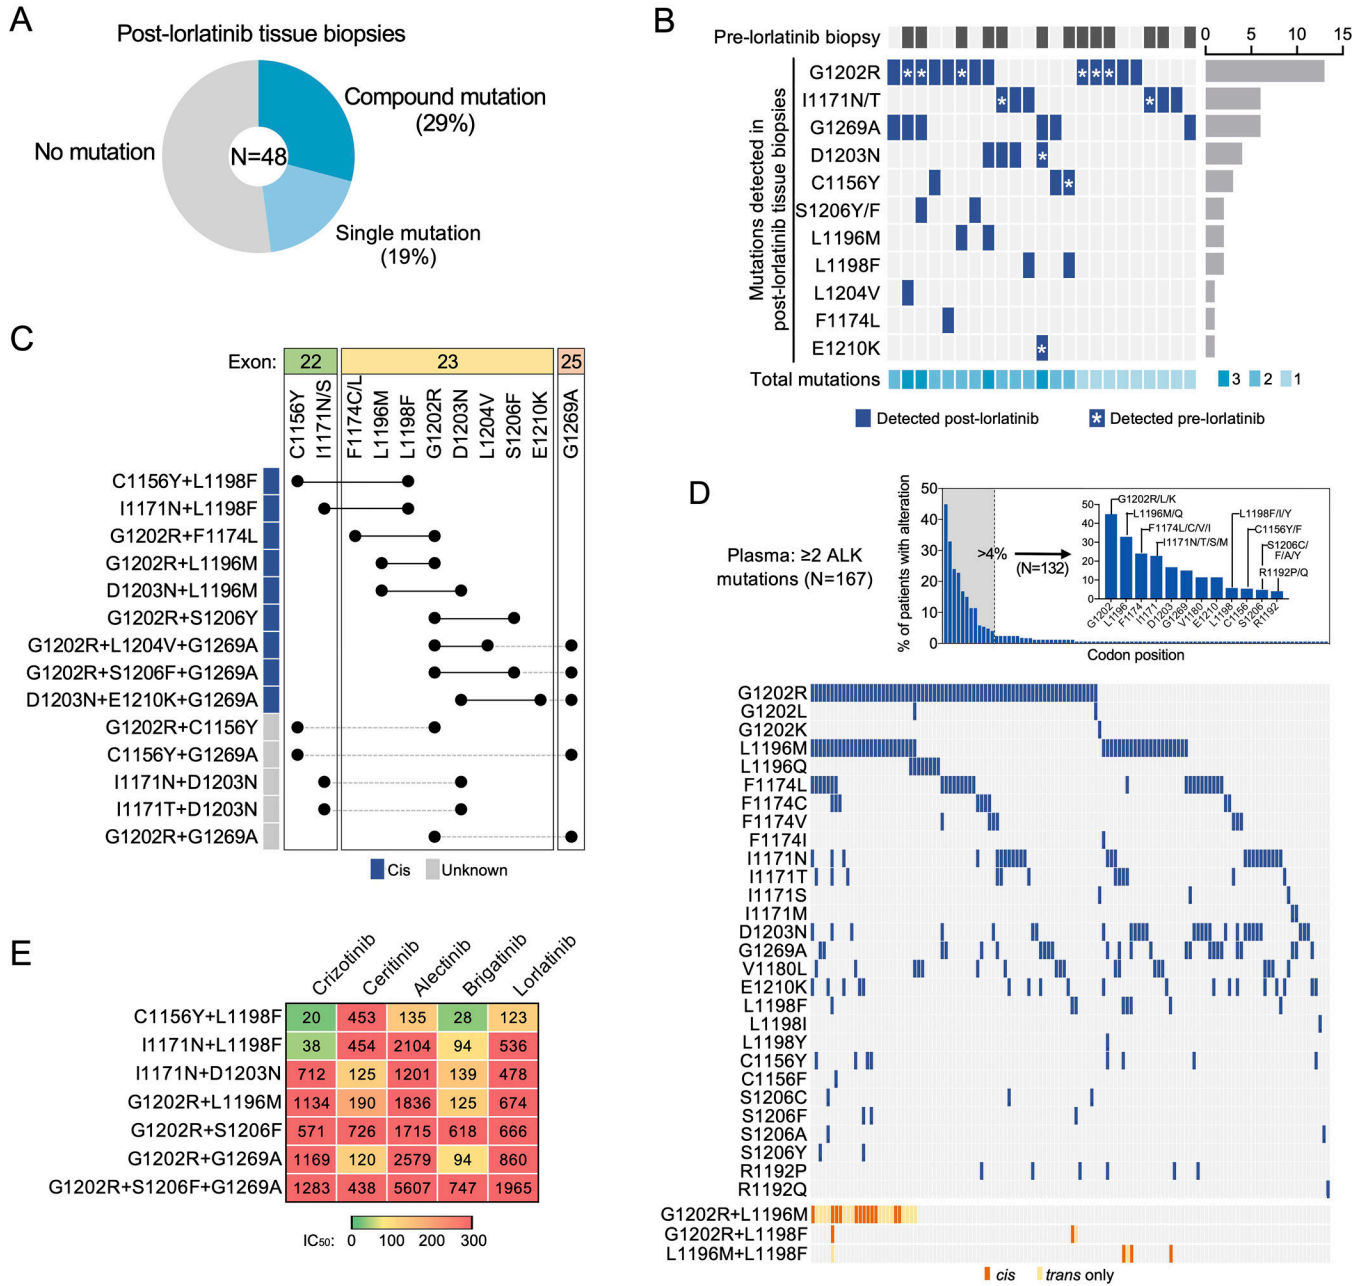 A
Post-lorlatinib tissue biopsies
Compound mutation
(29%)
No mutation
N=48
Single mutation
(19%)
B
Pre-lorlatinib biopsy
0 5 10 15
Mutations detected in
post-lorlatinib tissue biopsies
G1202R
I1171N/T
G1269A
D1203N
C1156Y
S1206Y/F
L1196M
L1198F
L1204V
F1174L
E1210K
Total mutations
3 2 1
Detected post-lorlatinib
* Detected pre-lorlatinib
C
Exon: 22 23 25
C1156Y
I1171N/S
F1174C/L
L1196M
L1198F
G1202R
D1203N
L1204V
S1206F
E1210K
G1269A
C1156Y+L1198F
I1171N+L1198F
G1202R+F1174L
G1202R+L1196M
D1203N+L1196M
G1202R+S1206Y
G1202R+L1204V+G1269A
G1202R+S1206F+G1269A
D1203N+E1210K+G1269A
G1202R+C1156Y
C1156Y+G1269A
I1171N+D1203N
I1171T+D1203N
G1202R+G1269A
Cis Unknown
D
Plasma: ≥2 ALK
mutations (N=167)
% of patients with alteration
50
40
30
20
10
0
>4%
(N=132)
Codon position
50
40
30
20
10
0
G1202R/L/K
L1196M/Q
F1174L/C/V/I
I1171N/T/S/M
L1198F/I/Y
C1156Y/F
S1206C/
F/A/Y
R1192P/Q
G1202
L1196
F1174
I1171
D1203
G1269
V1180
E1210
L1198
C1156
S1206
R1192
G1202R
G1202L
G1202K
L1196M
L1196Q
F1174L
F1174C
F1174V
F1174I
I1171N
I1171T
I1171S
I1171M
D1203N
G1269A
V1180L
E1210K
L1198F
L1198I
L1198Y
C1156Y
C1156F
S1206C
S1206F
S1206A
S1206Y
R1192P
R1192Q
G1202R+L1196M
G1202R+L1198F
L1196M+L1198F
cis trans only
E
Crizotinib
Ceritinib
Alectinib
Brigatinib
Lorlatinib
C1156Y+L1198F 20 453 135 28 123
I1171N+L1198F 38 454 2104 94 536
I1171N+D1203N 712 125 1201 139 478
G1202R+L1196M 1134 190 1836 125 674
G1202R+S1206F 571 726 1715 618 666
G1202R+G1269A 1169 120 2579 94 860
G1202R+S1206F+G1269A 1283 438 5607 747 1965
IC50: 0 100 200 300